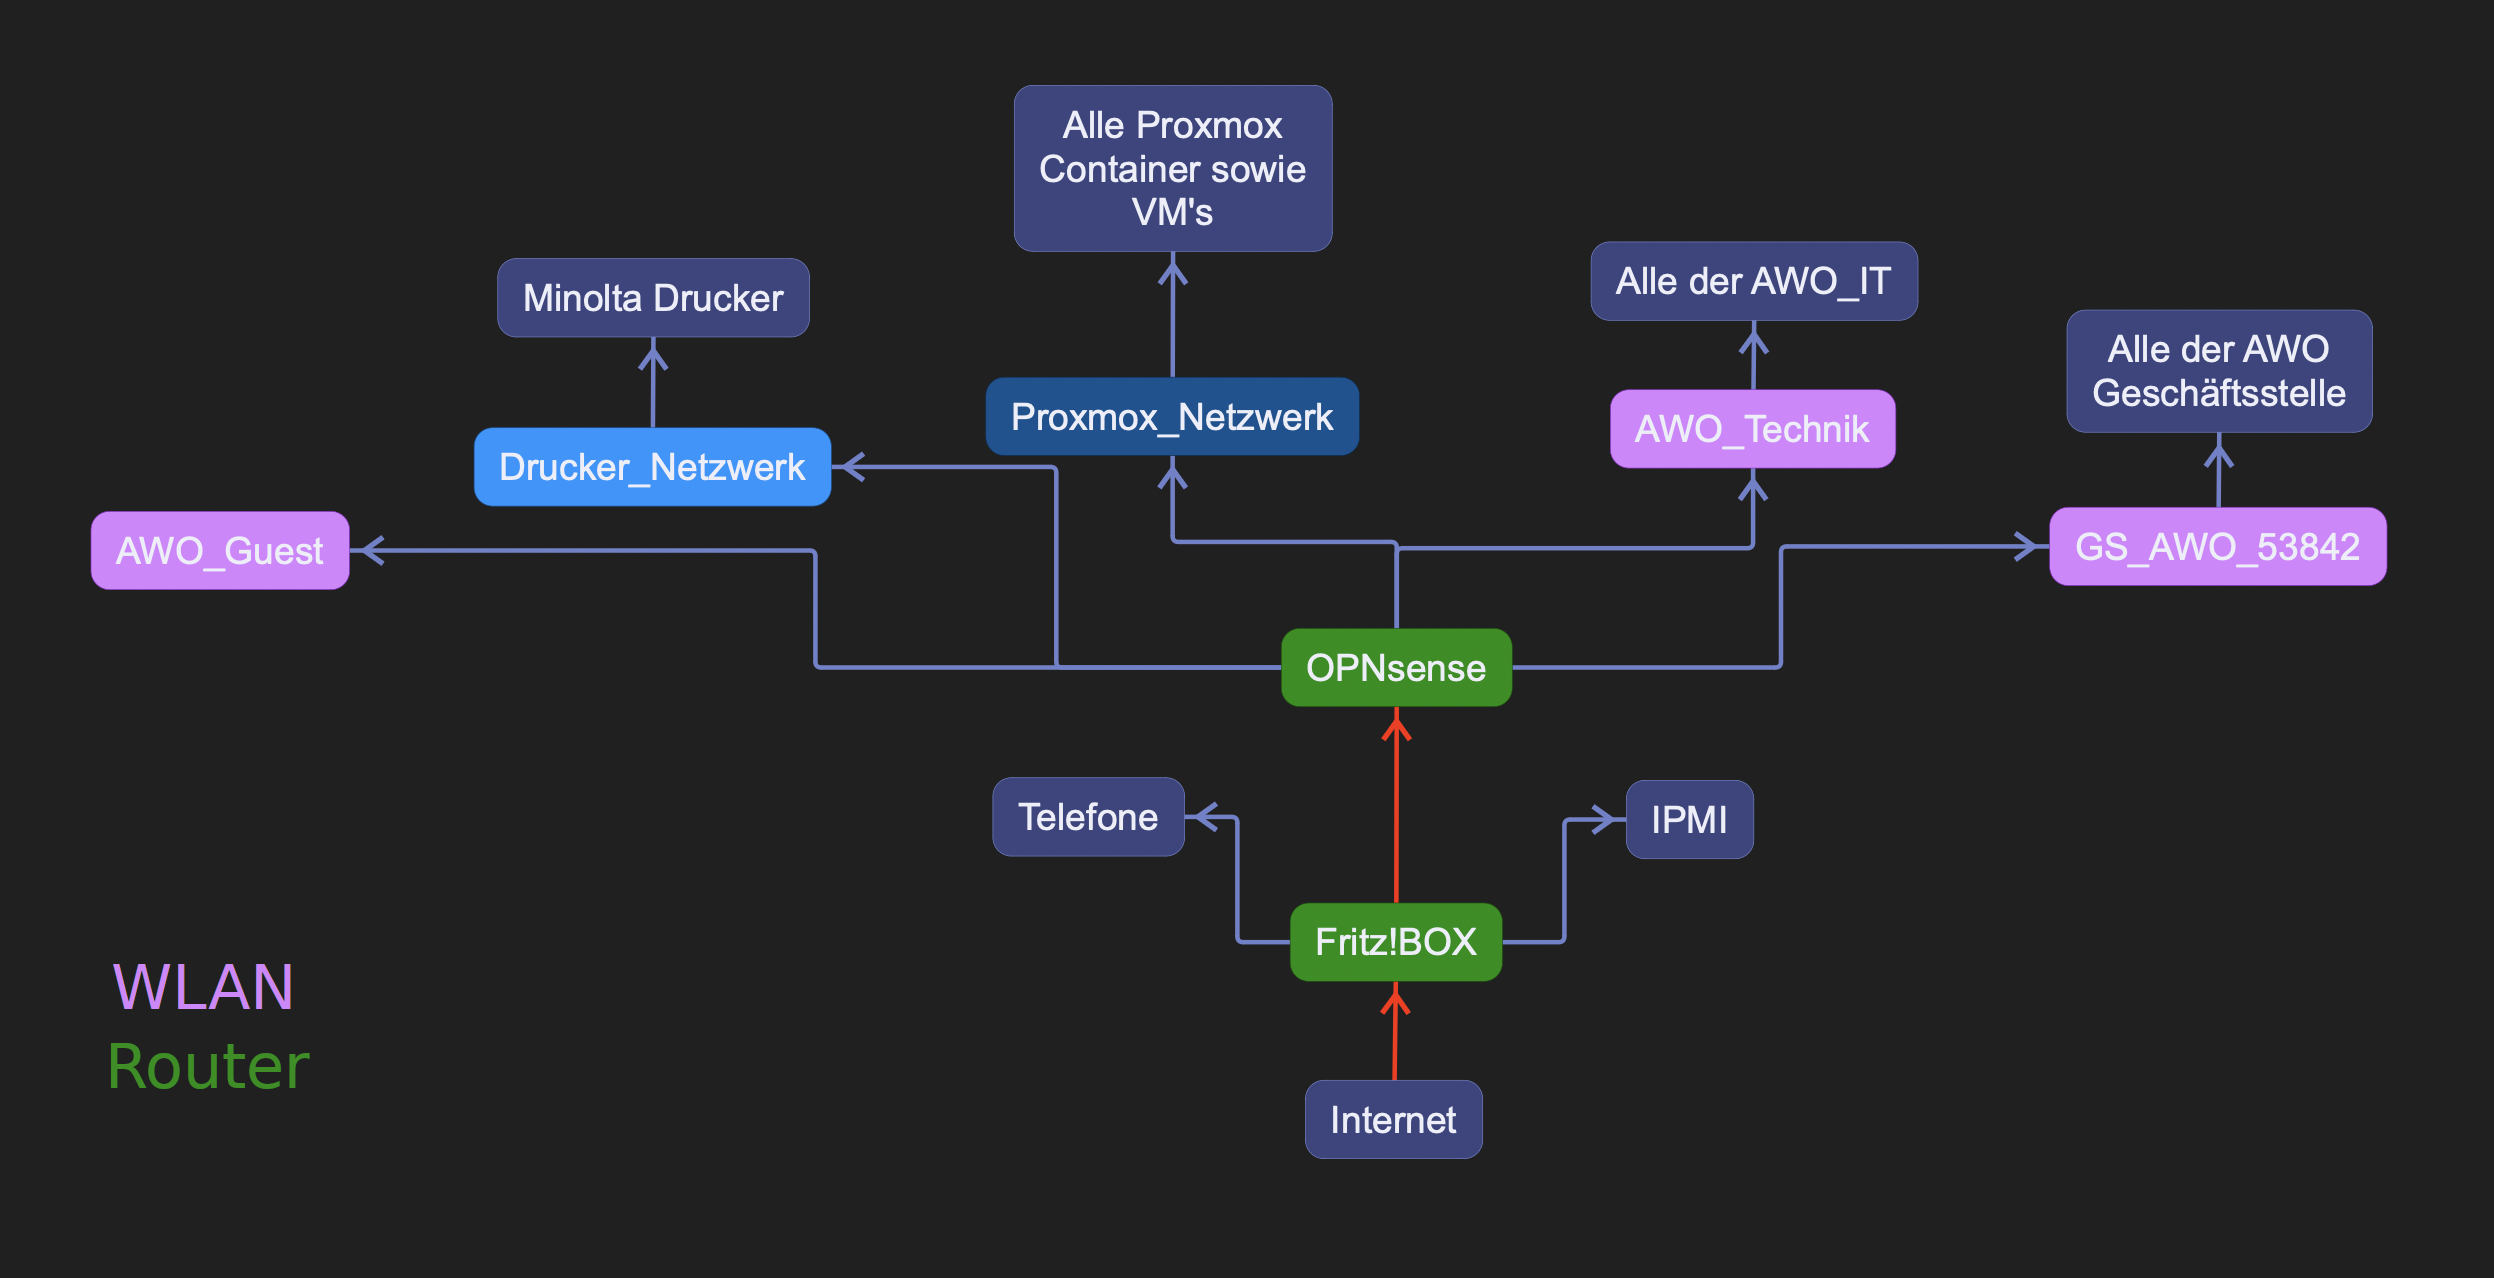 Alle Proxmox
Container sowie
VM's
Minolta Drucker
Alle der AWO_IT
Alle der AWO
Geschäftsstelle
Proxmox_Netzwerk
AWO_Technik
Drucker_Netzwerk
AWO_Guest
GS_AWO_53842
OPNsense
Telefone
IPMI
Fritz!BOX
WLAN
Router
Internet